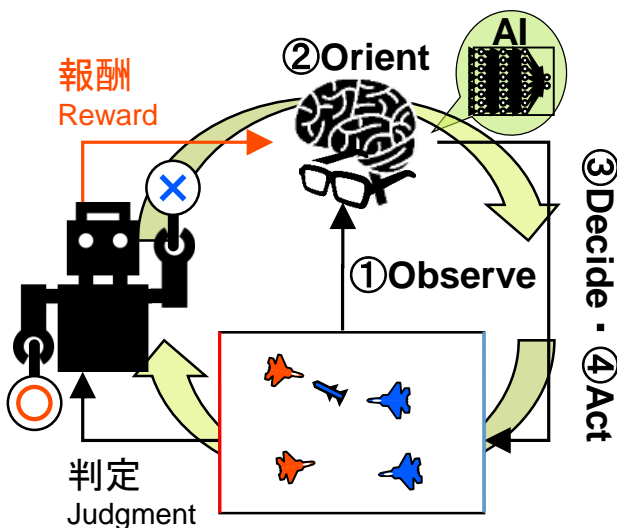 AI
②Orient
報酬
Reward
③Decide・④Act
①Observe
判定
Judgment